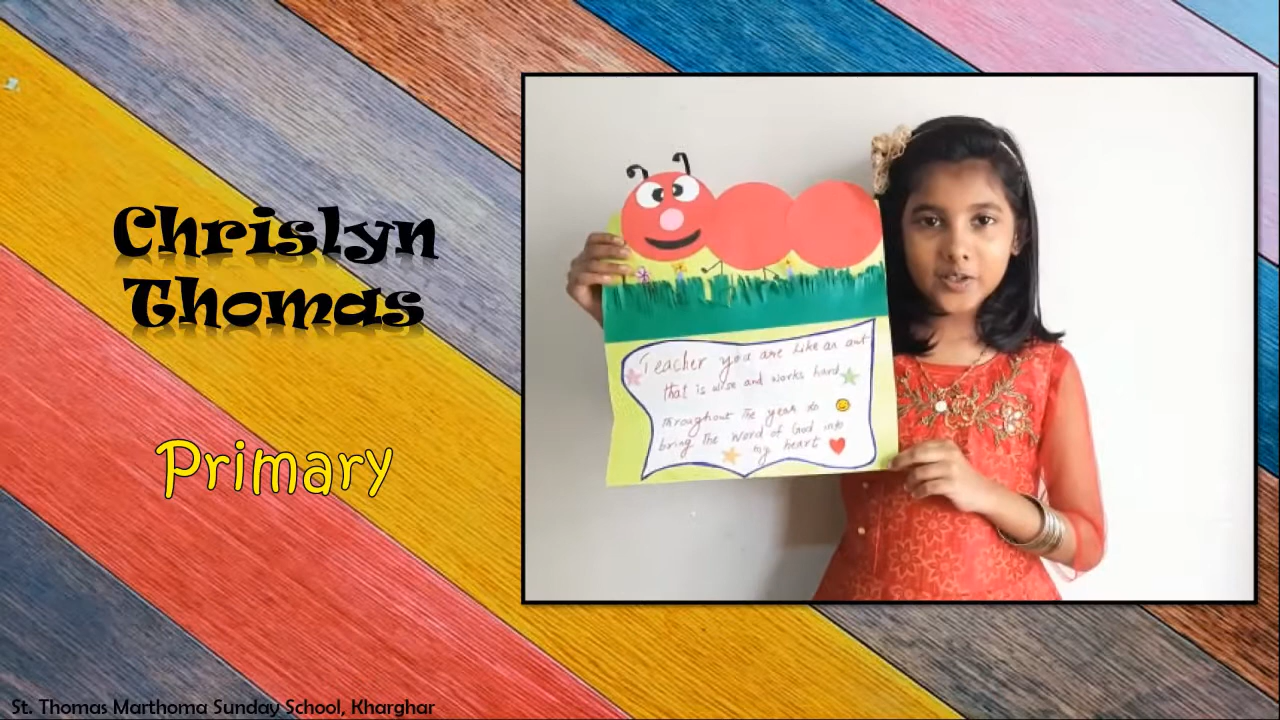 Chrislyn
Thomas
Primary
Teacher you are like an ant
that is wise and works hard
throughout the year to
bring the word of God into
my heart
St. Thomas Marthoma Sunday School, Kharghar